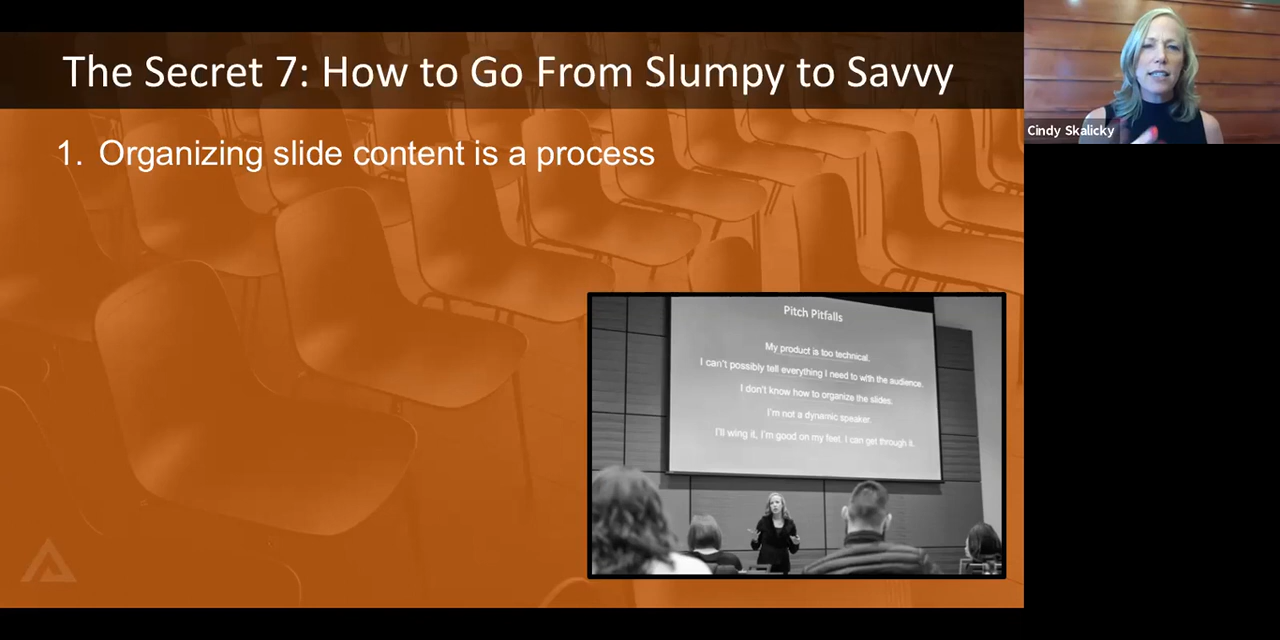 The Secret 7: How to Go From Slumpy to Savvy
Cindy Skalicky
1. Organizing slide content is a process
Pitch Pitfalls
My product is too technical.
I can't possibly tell everything I need to with the audience.
I don't know how to organize the slides.
I'm not a dynamic speaker.
I'll wing it, I'm good on my feet. I can get through it.